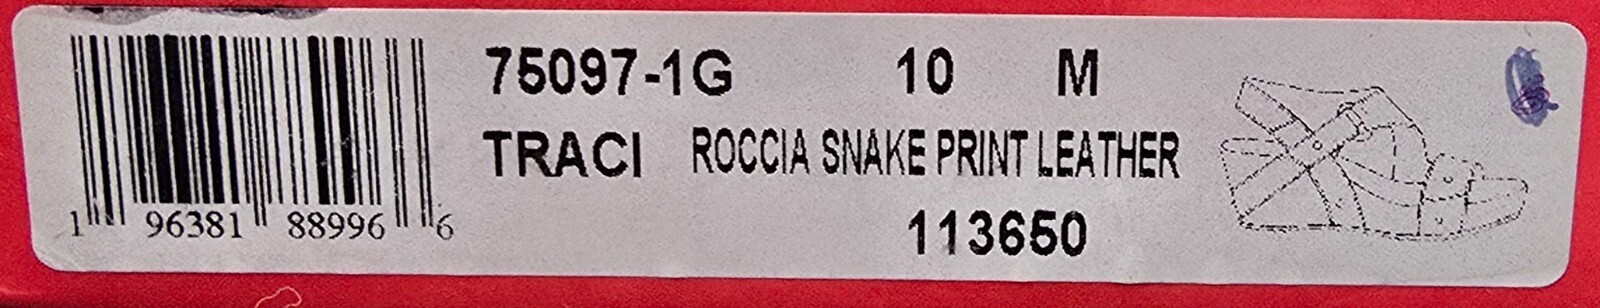 75097-1G 10 M
TRACI ROCCIA SNAKE PRINT LEATHER
113650
1 96381 88996 6